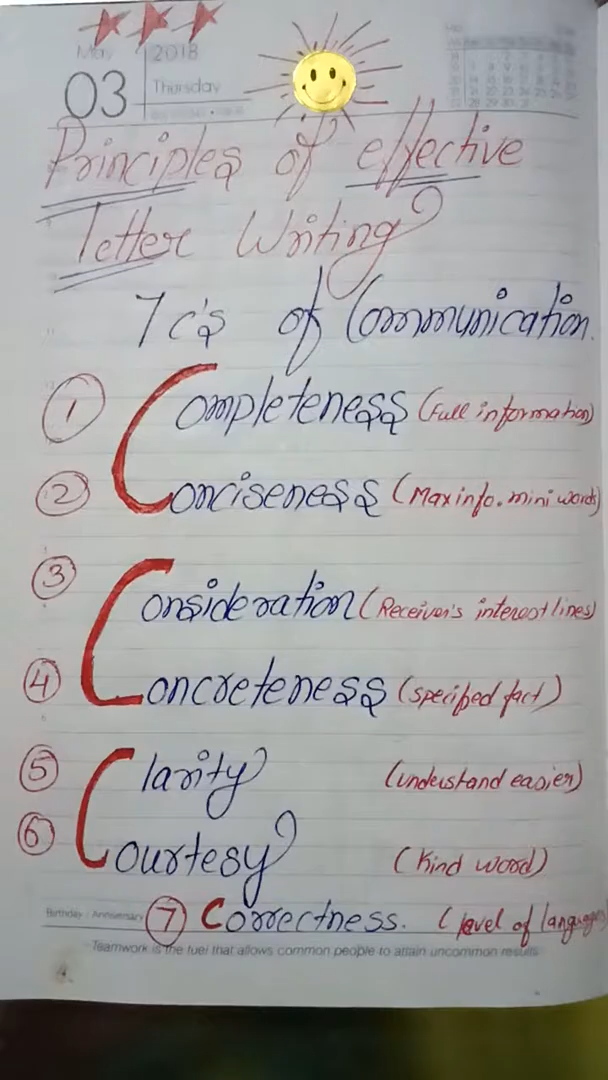 May 2018
03 Thursday
Principles of effective
letter Writing
7 c's of Communication.
1 Completeness (Full information)
2 Conciseness (Max info. mini words)
3 Consideration (Receiver's interest lines)
4 Concreteness (specified fact)
5 Clarity (understand easier)
6 Courtesy (Kind word)
Birthday / Anniversary 7 Correctness. (level of language)
Teamwork is the fuel that allows common people to attain uncommon results